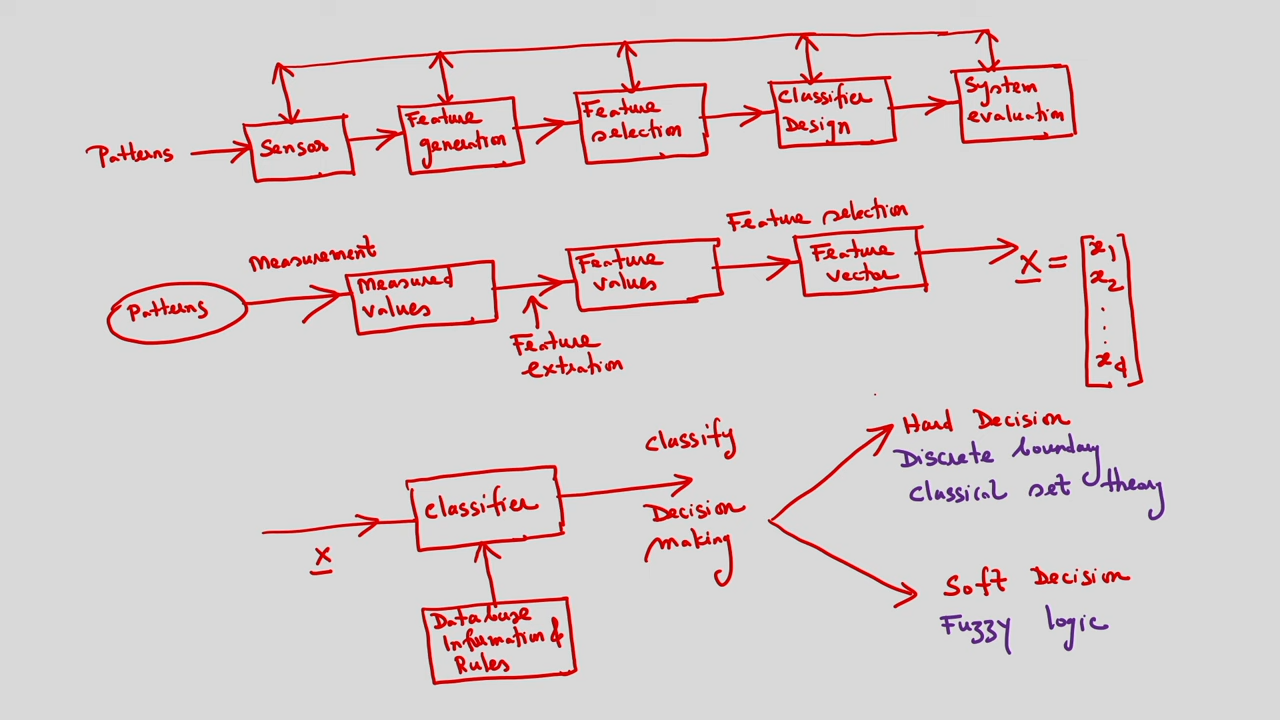 Patterns
Sensor
Feature
generation
Feature
selection
Classifier
Design
System
evaluation
Feature selection
Measurement
Patterns
Measured
values
Feature
values
Feature
vector
x = [x1
x2
.
.
.
xd]
Feature
extration
Classify
Hard Decision
Discrete boundary
Classical set theory
Classifier
Decision
making
x
Soft Decision
Fuzzy logic
Database
Information &
Rules